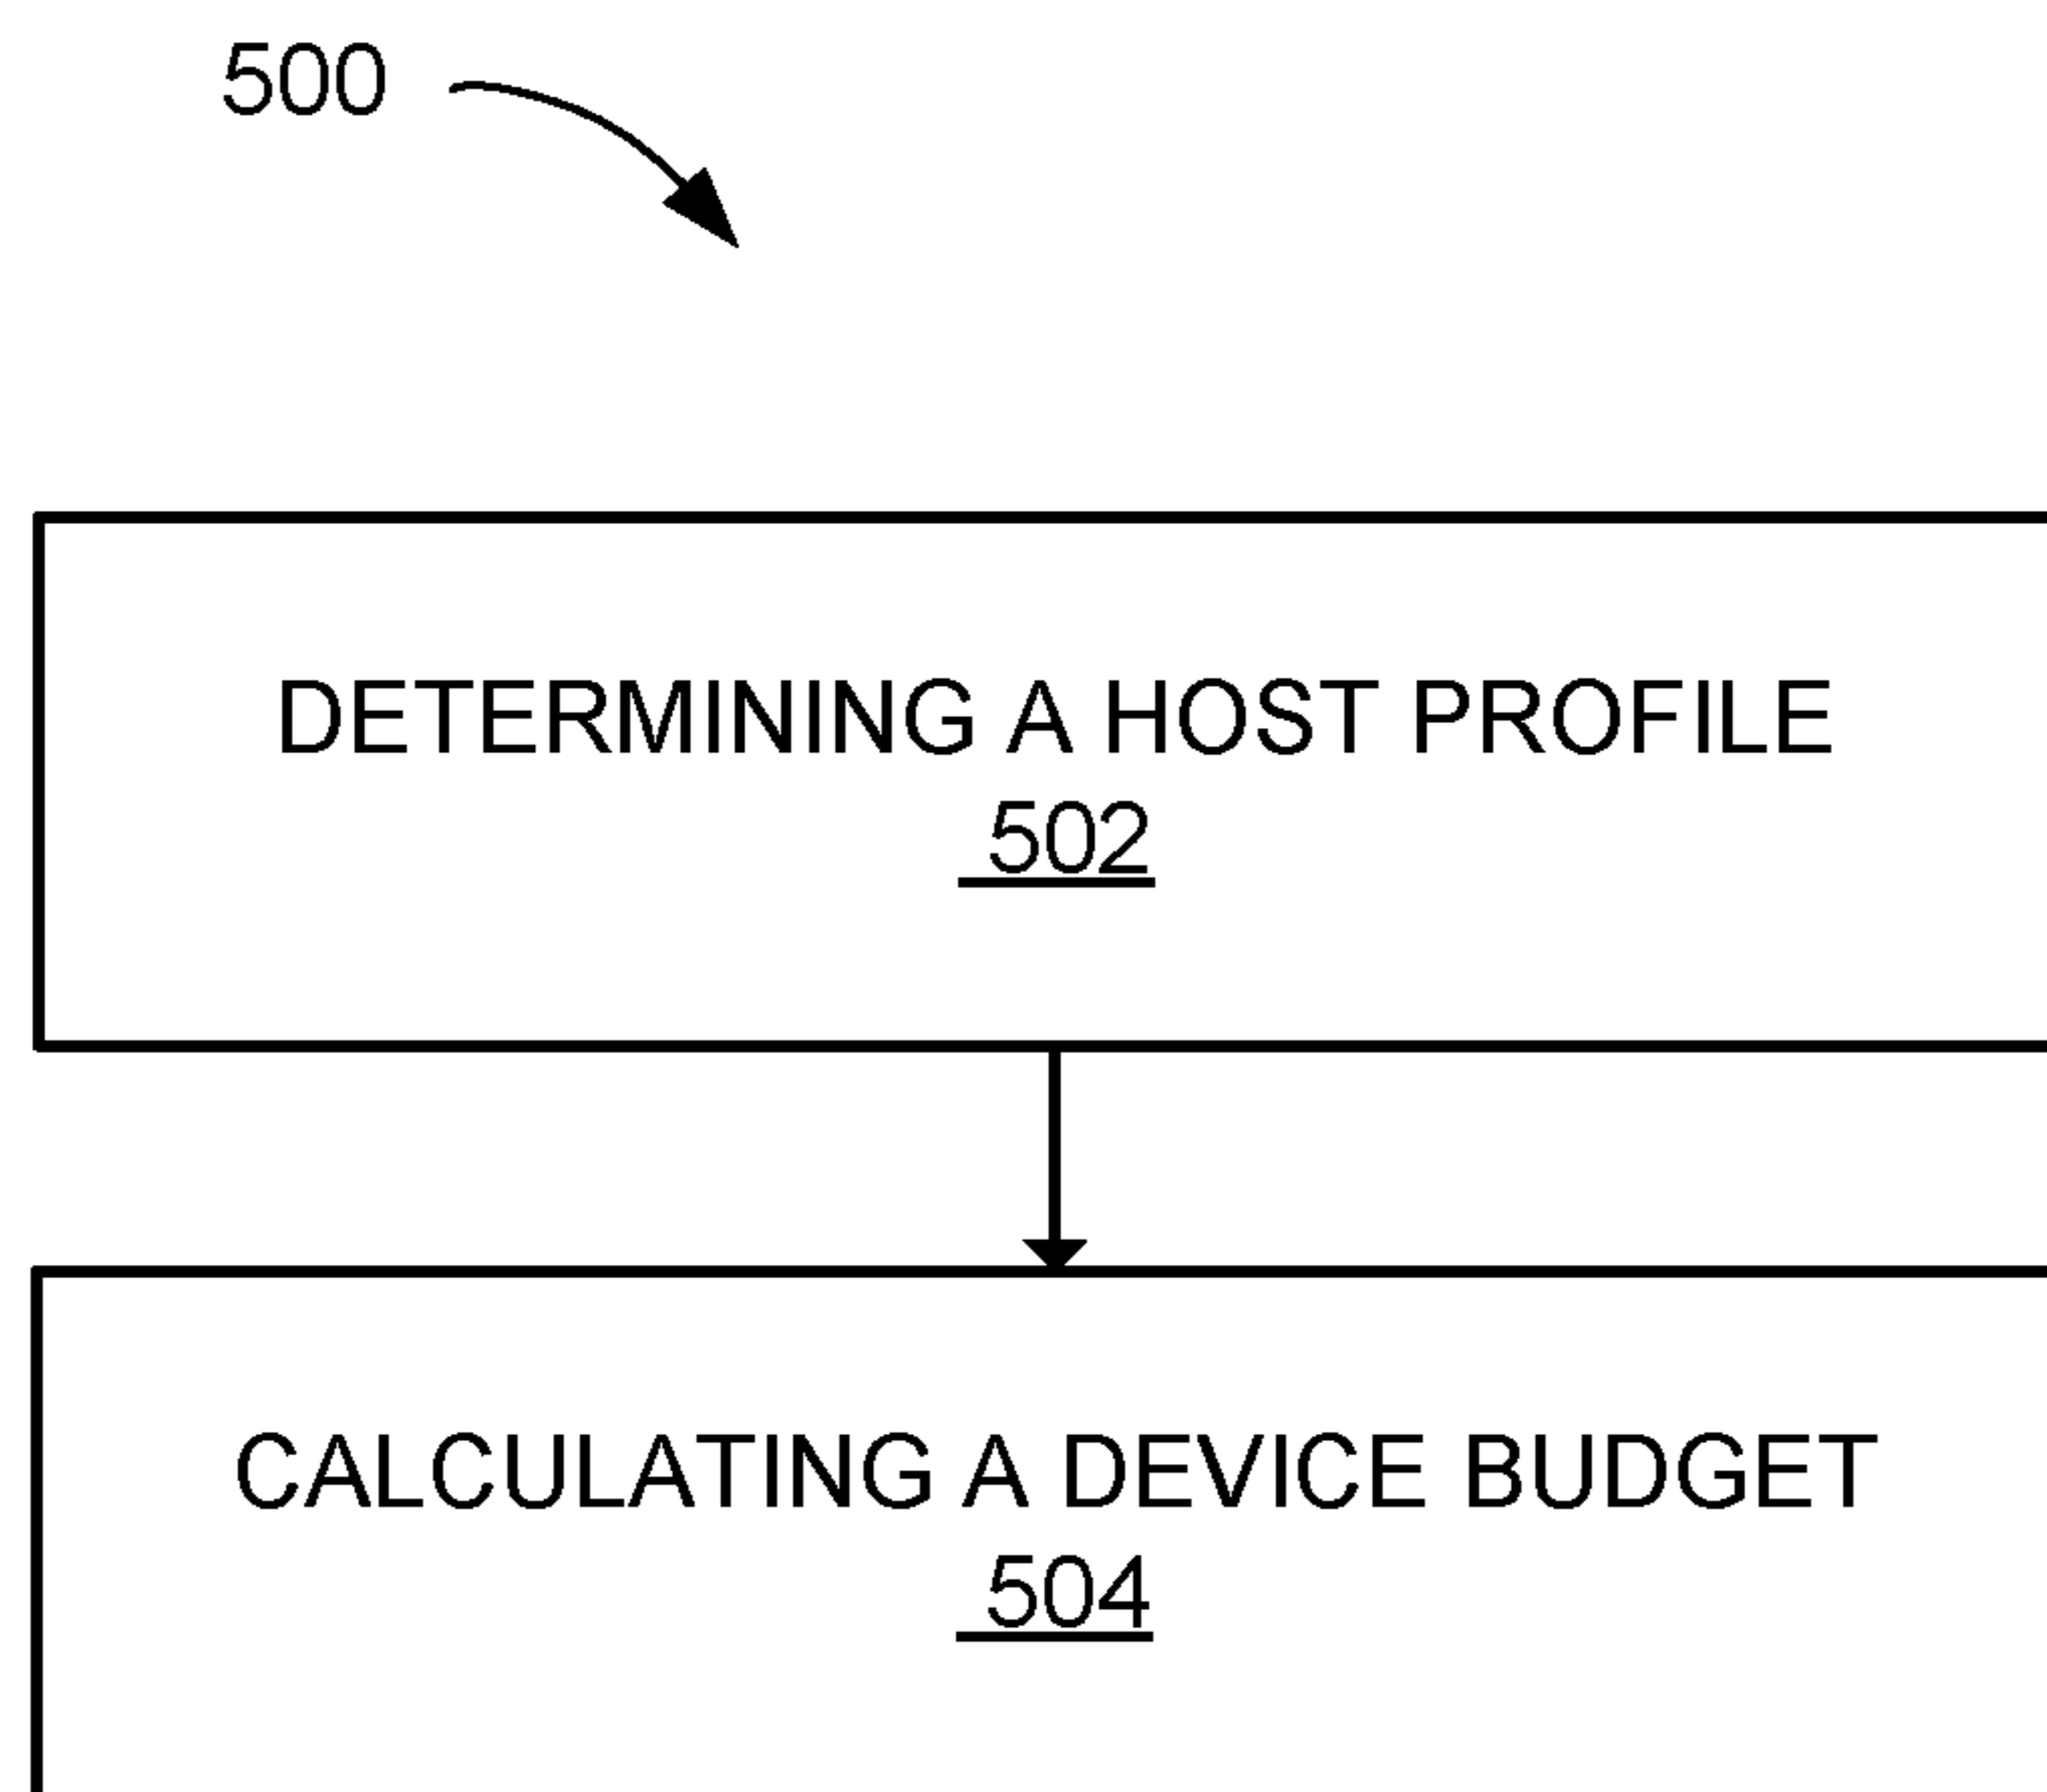 500
DETERMINING A HOST PROFILE
502
CALCULATING A DEVICE BUDGET
504